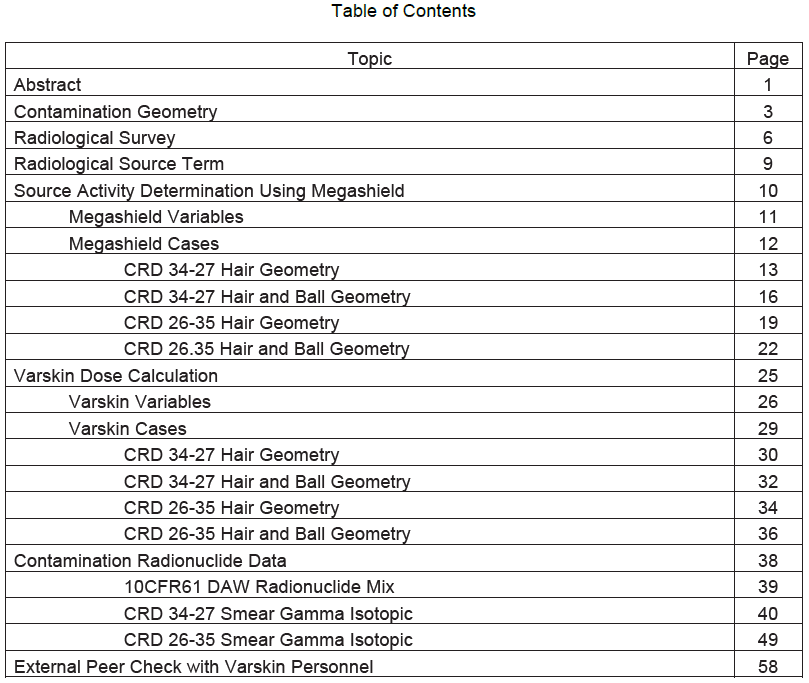 Table of Contents
Topic Page
Abstract 1
Contamination Geometry 3
Radiological Survey 6
Radiological Source Term 9
Source Activity Determination Using Megashield 10
Megashield Variables 11
Megashield Cases 12
CRD 34-27 Hair Geometry 13
CRD 34-27 Hair and Ball Geometry 16
CRD 26-35 Hair Geometry 19
CRD 26.35 Hair and Ball Geometry 22
Varskin Dose Calculation 25
Varskin Variables 26
Varskin Cases 29
CRD 34-27 Hair Geometry 30
CRD 34-27 Hair and Ball Geometry 32
CRD 26-35 Hair Geometry 34
CRD 26-35 Hair and Ball Geometry 36
Contamination Radionuclide Data 38
10CFR61 DAW Radionuclide Mix 39
CRD 34-27 Smear Gamma Isotopic 40
CRD 26-35 Smear Gamma Isotopic 49
External Peer Check with Varskin Personnel 58